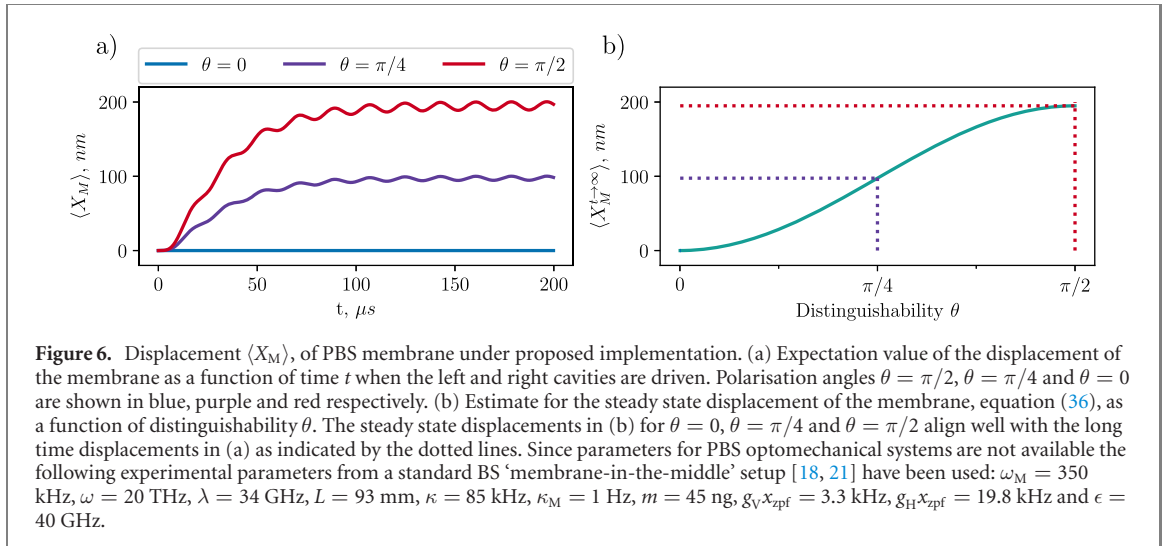 a)
b)
θ = 0 θ = π/4 θ = π/2
⟨X_M⟩, nm
200
100
0
0 50 100 150 200
t, μs
⟨X_M^{t→∞}⟩, nm
200
100
0
0 π/4 π/2
Distinguishability θ
Figure 6. Displacement ⟨X_M⟩, of PBS membrane under proposed implementation. (a) Expectation value of the displacement of
the membrane as a function of time t when the left and right cavities are driven. Polarisation angles θ = π/2, θ = π/4 and θ = 0
are shown in blue, purple and red respectively. (b) Estimate for the steady state displacement of the membrane, equation (36), as
a function of distinguishability θ. The steady state displacements in (b) for θ = 0, θ = π/4 and θ = π/2 align well with the long
time displacements in (a) as indicated by the dotted lines. Since parameters for PBS optomechanical systems are not available the
following experimental parameters from a standard BS ‘membrane-in-the-middle’ setup [18, 21] have been used: ω_M = 350
kHz, ω = 20 THz, λ = 34 GHz, L = 93 mm, κ = 85 kHz, κ_M = 1 Hz, m = 45 ng, g_V x_zpf = 3.3 kHz, g_H x_zpf = 19.8 kHz and ϵ =
40 GHz.